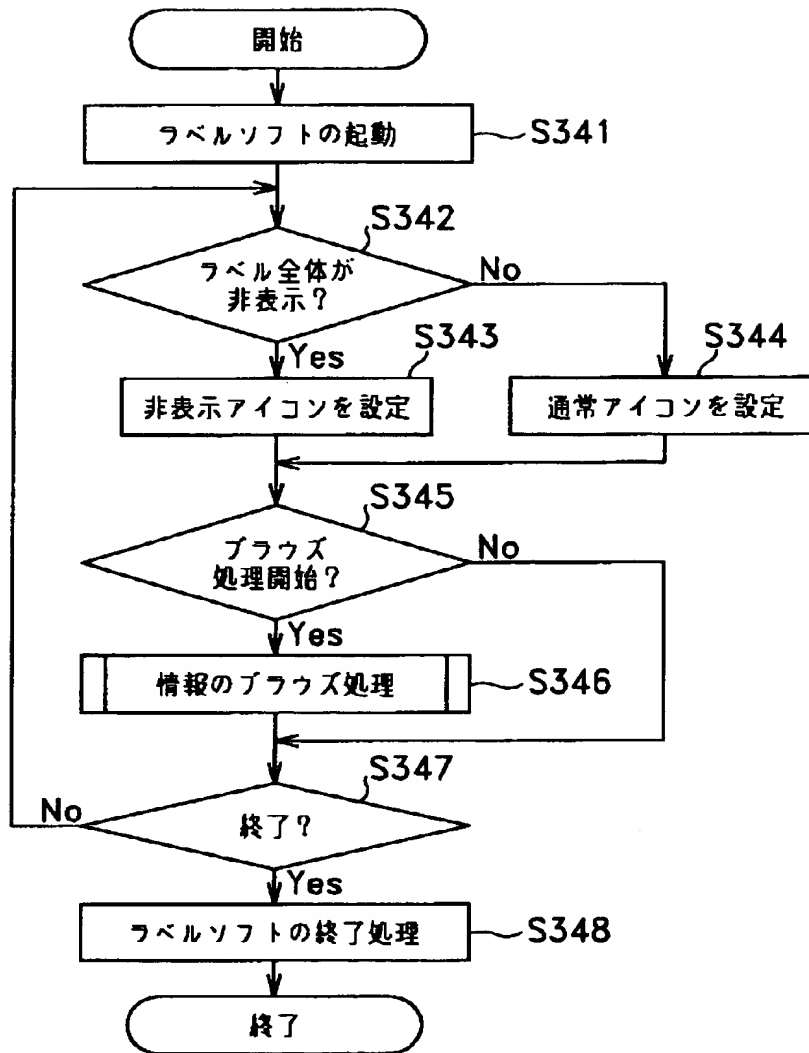 開始
ラベルソフトの起動
S341
S342
ラベル全体が
非表示?
No
Yes
S343
S344
非表示アイコンを設定
通常アイコンを設定
S345
ブラウズ
処理開始?
No
Yes
情報のブラウズ処理
S346
S347
No
終了?
Yes
ラベルソフトの終了処理
S348
終了